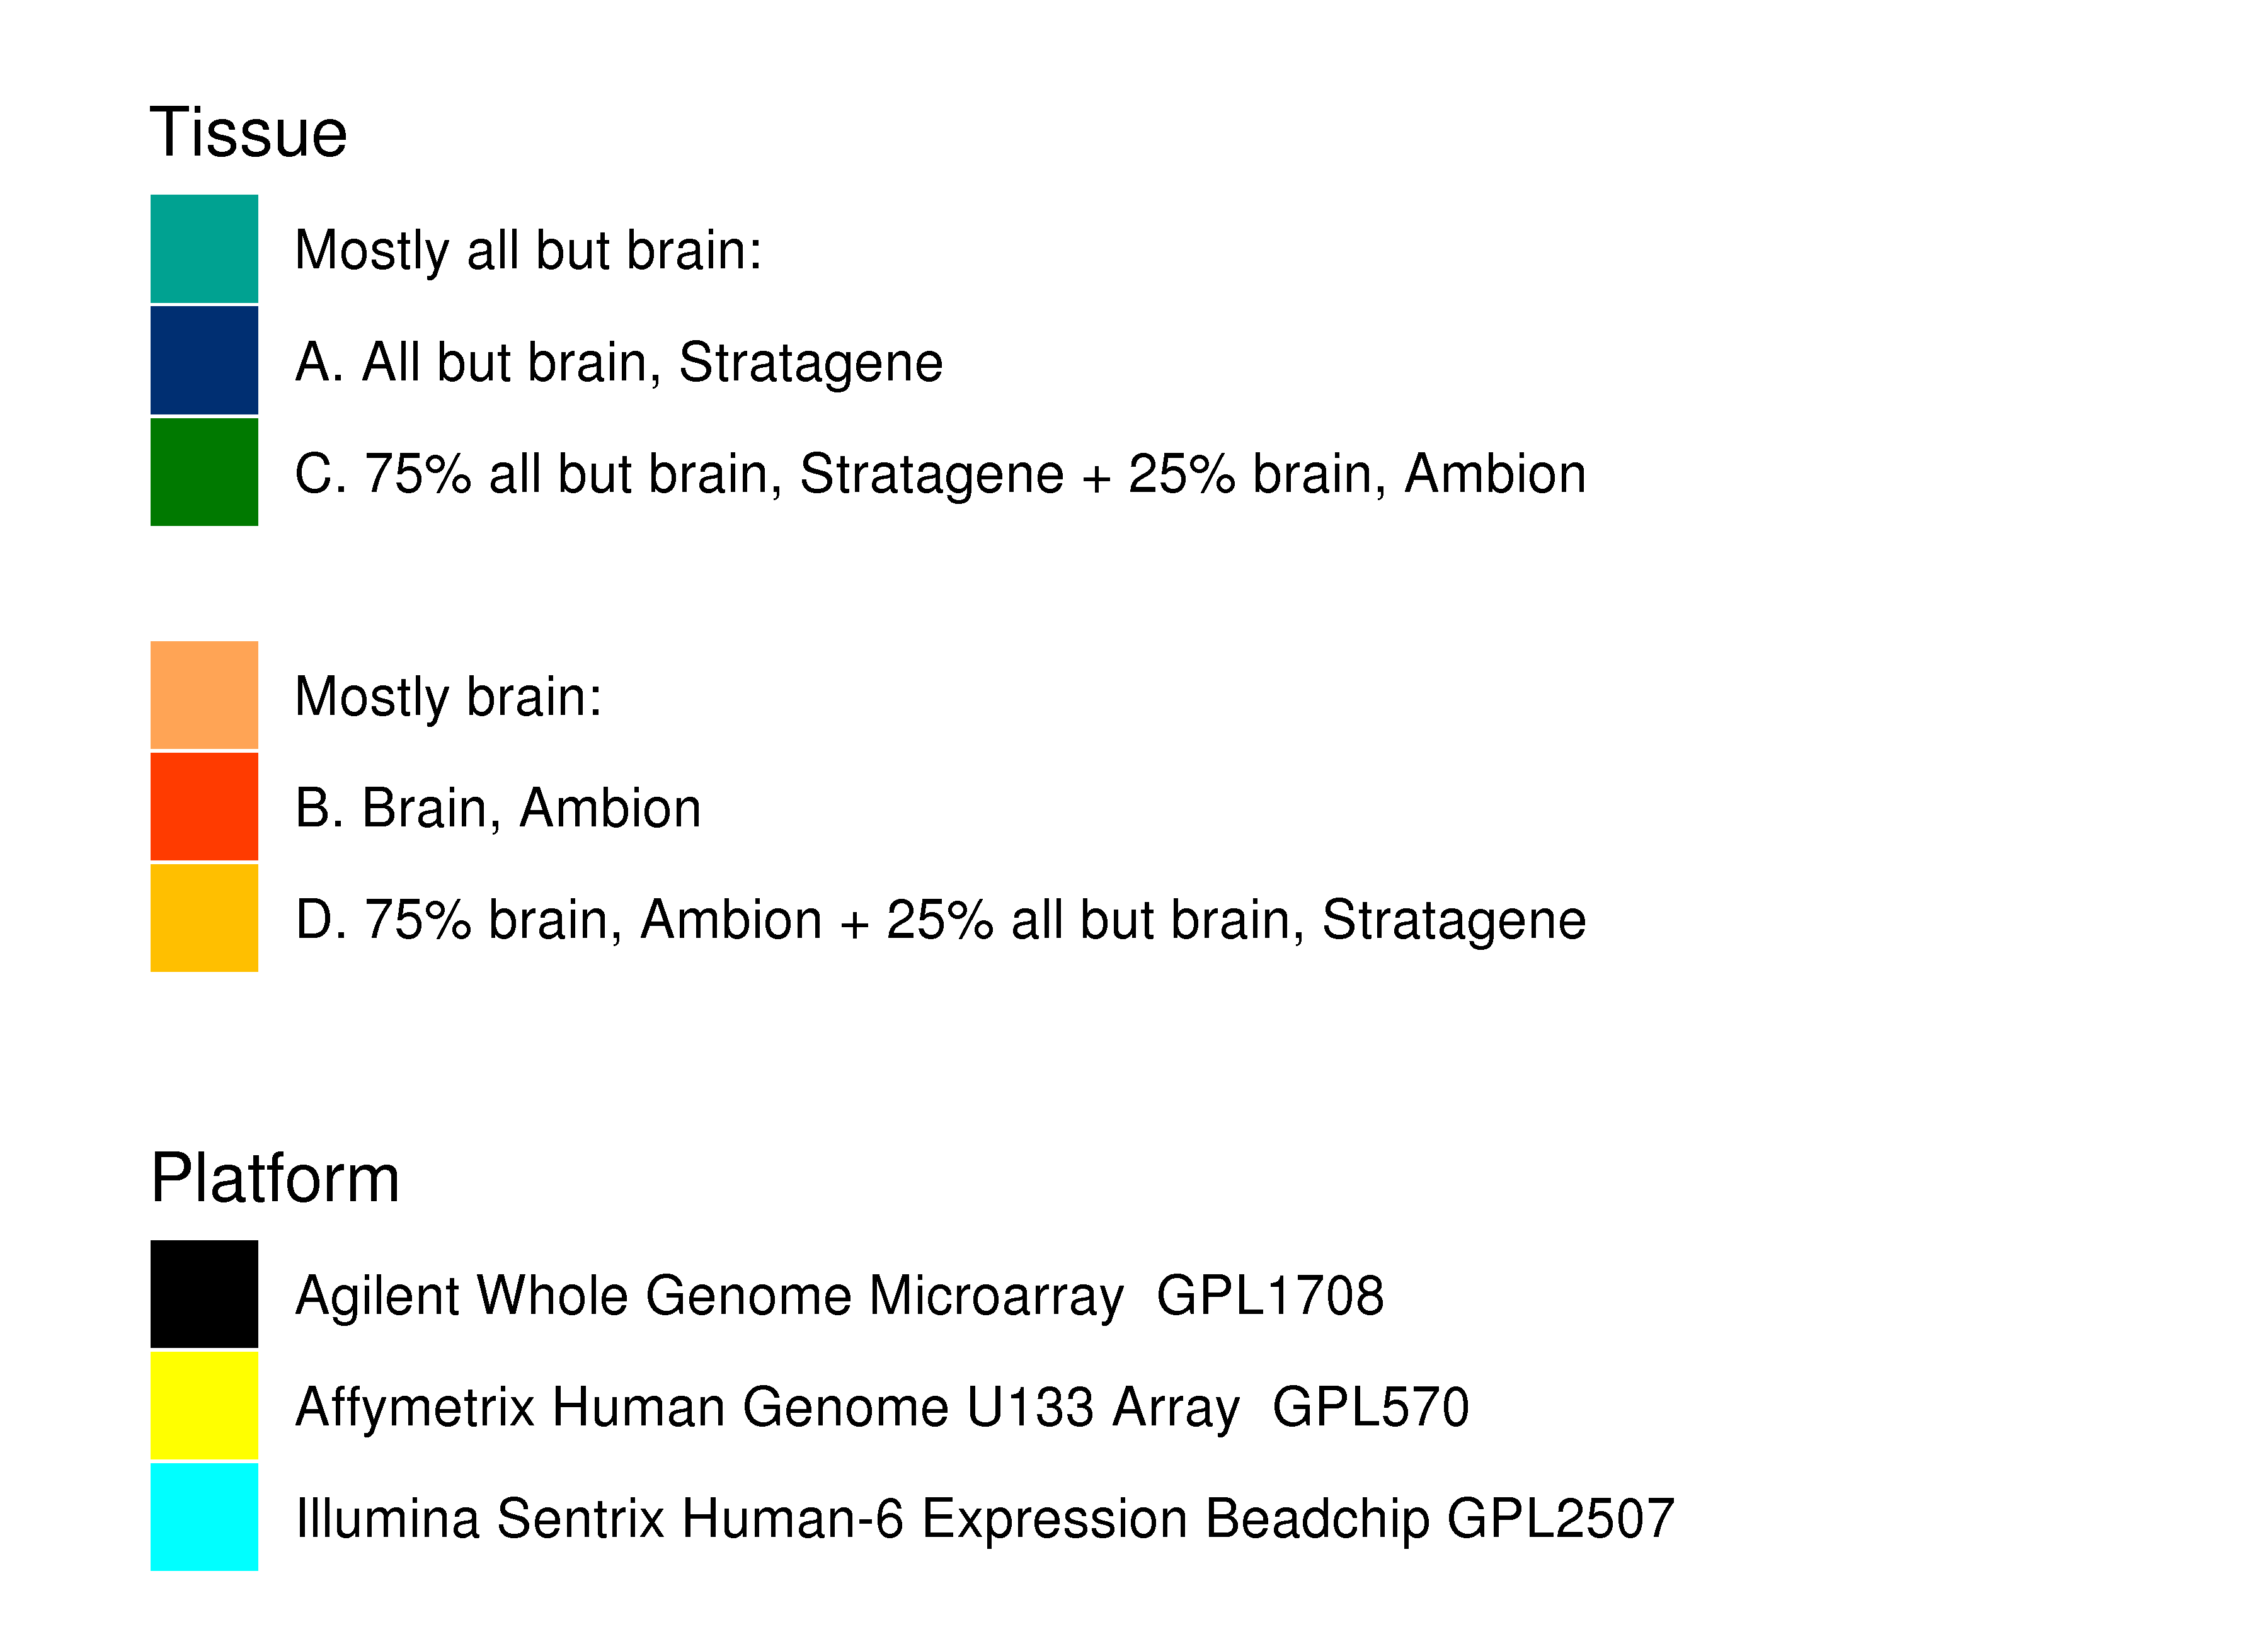 Tissue
Mostly all but brain:
A. All but brain, Stratagene
C. 75% all but brain, Stratagene + 25% brain, Ambion
Mostly brain:
B. Brain, Ambion
D. 75% brain, Ambion + 25% all but brain, Stratagene
Platform
Agilent Whole Genome Microarray  GPL1708
Affymetrix Human Genome U133 Array  GPL570
Illumina Sentrix Human-6 Expression Beadchip GPL2507